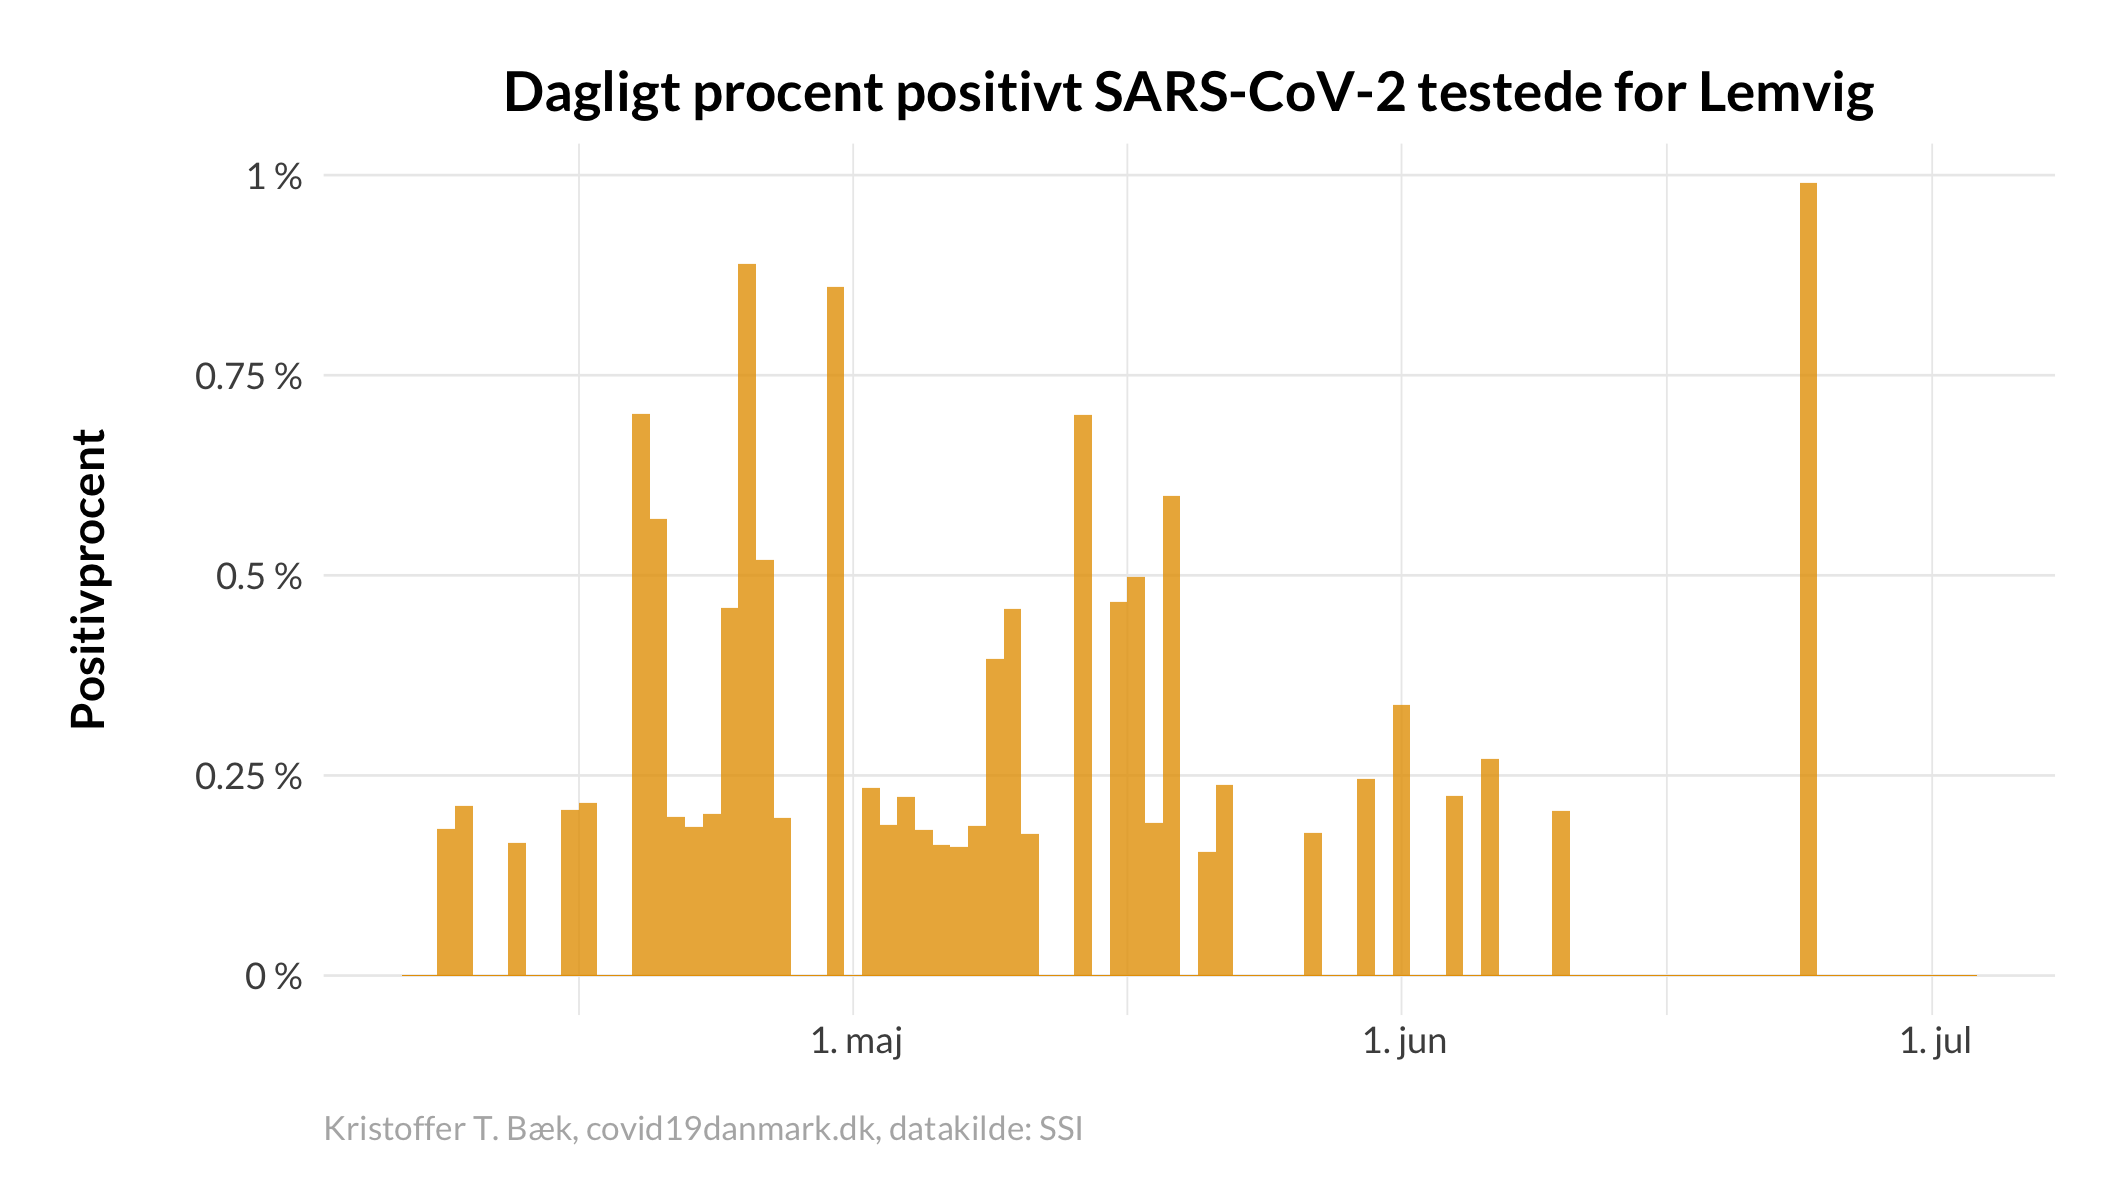 Dagligt procent positivt SARS-CoV-2 testede for Lemvig
Positivprocent
1 %
0.75 %
0.5 %
0.25 %
0 %
1. maj
1. jun
1. jul
Kristoffer T. Bæk, covid19danmark.dk, datakilde: SSI